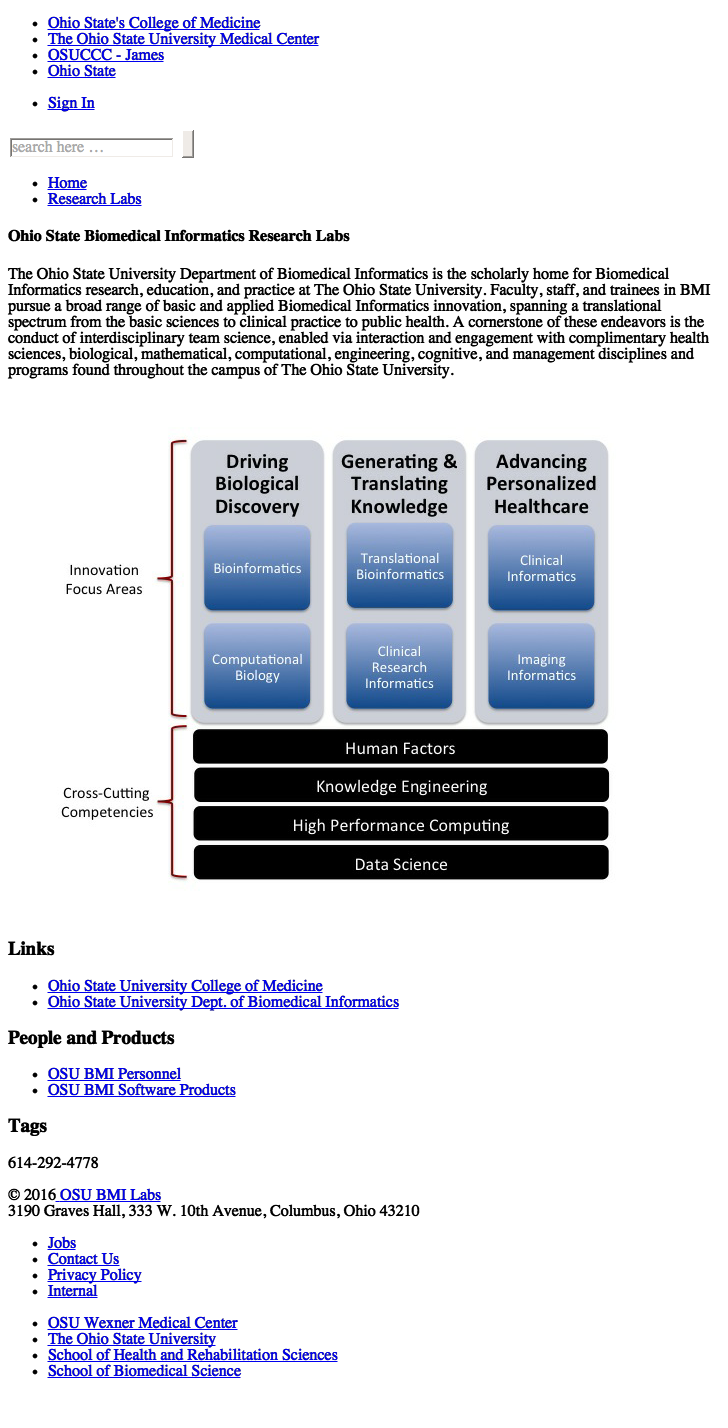 Ohio State's College of Medicine
The Ohio State University Medical Center
OSUCCC - James
Ohio State
Sign In
search here …
Home
Research Labs
Ohio State Biomedical Informatics Research Labs
The Ohio State University Department of Biomedical Informatics is the scholarly home for Biomedical
Informatics research, education, and practice at The Ohio State University. Faculty, staff, and trainees in BMI
pursue a broad range of basic and applied Biomedical Informatics innovation, spanning a translational
spectrum from the basic sciences to clinical practice to public health. A cornerstone of these endeavors is the
conduct of interdisciplinary team science, enabled via interaction and engagement with complimentary health
sciences, biological, mathematical, computational, engineering, cognitive, and management disciplines and
programs found throughout the campus of The Ohio State University.
Innovation
Focus Areas
Driving
Biological
Discovery
Bioinformatics
Computational
Biology
Generating &
Translating
Knowledge
Translational
Bioinformatics
Clinical
Research
Informatics
Advancing
Personalized
Healthcare
Clinical
Informatics
Imaging
Informatics
Cross-Cutting
Competencies
Human Factors
Knowledge Engineering
High Performance Computing
Data Science
Links
Ohio State University College of Medicine
Ohio State University Dept. of Biomedical Informatics
People and Products
OSU BMI Personnel
OSU BMI Software Products
Tags
614-292-4778
© 2016 OSU BMI Labs
3190 Graves Hall, 333 W. 10th Avenue, Columbus, Ohio 43210
Jobs
Contact Us
Privacy Policy
Internal
OSU Wexner Medical Center
The Ohio State University
School of Health and Rehabilitation Sciences
School of Biomedical Science